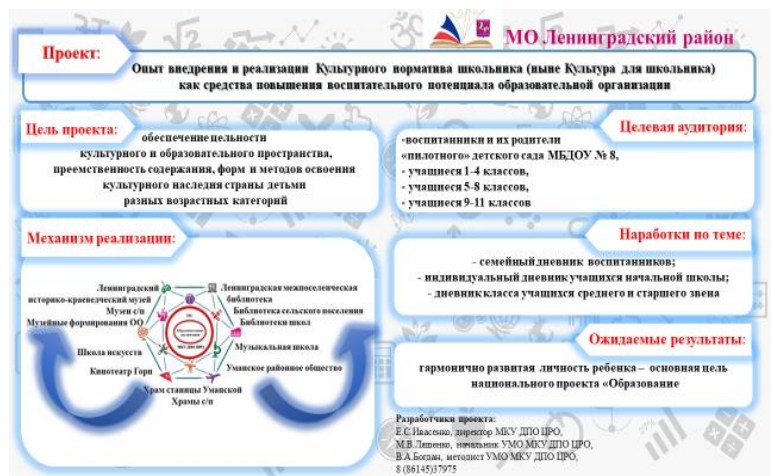 МО Ленинградский район
Проект:
Опыт внедрения и реализации Культурного норматива школьника (ныне Культура для школьника)
как средства повышения воспитательного потенциала образовательной организации
Цель проекта:
обеспечение цельности
культурного и образовательного пространства,
преемственность содержания, форм и методов освоения
культурного наследия страны детьми
разных возрастных категорий
Целевая аудитория:
-воспитанники и их родители
«пилотного» детского сада МБДОУ № 8,
- учащиеся 1-4 классов,
- учащиеся 5-8 классов,
- учащиеся 9-11 классов
Механизм реализации:
Ленинградский
историко-краеведческий музей
Музеи с/п
Музейные формирования ОО
Школа искусств
Кинотеатр Горн
Храм станицы Уманской
Храмы с/п
Ленинградская межпоселенческая
библиотека
Библиотека сельского поселения
Библиотеки школ
Музыкальная школа
Уманское районное общество
Наработки по теме:
- семейный дневник воспитанников;
- индивидуальный дневник учащихся начальной школы;
- дневник класса учащихся среднего и старшего звена
Ожидаемые результаты:
гармонично развитая личность ребенка – основная цель
национального проекта «Образование
Разработчики проекта:
Е.С.Ивасенко, директор МКУ ДПО ЦРО,
М.В.Ляшенко, начальник УМО МКУ ДПО ЦРО,
В.А.Богдан, методист УМО МКУ ДПО ЦРО,
8 (86145)37975